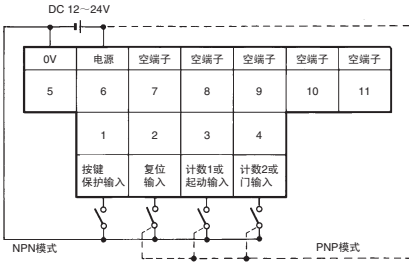 DC 12～24V
0V 电源 空端子 空端子 空端子 空端子 空端子
5 6 7 8 9 10 11
1 2 3 4
按键 复位 计数1或 计数2或
保护输入 输入 起动输入 门输入
NPN模式 PNP模式